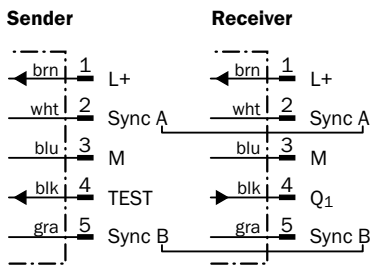 Sender Receiver
brn 1 L+ brn 1 L+
wht 2 Sync A wht 2 Sync A
blu 3 M blu 3 M
blk 4 TEST blk 4 Q1
gra 5 Sync B gra 5 Sync B